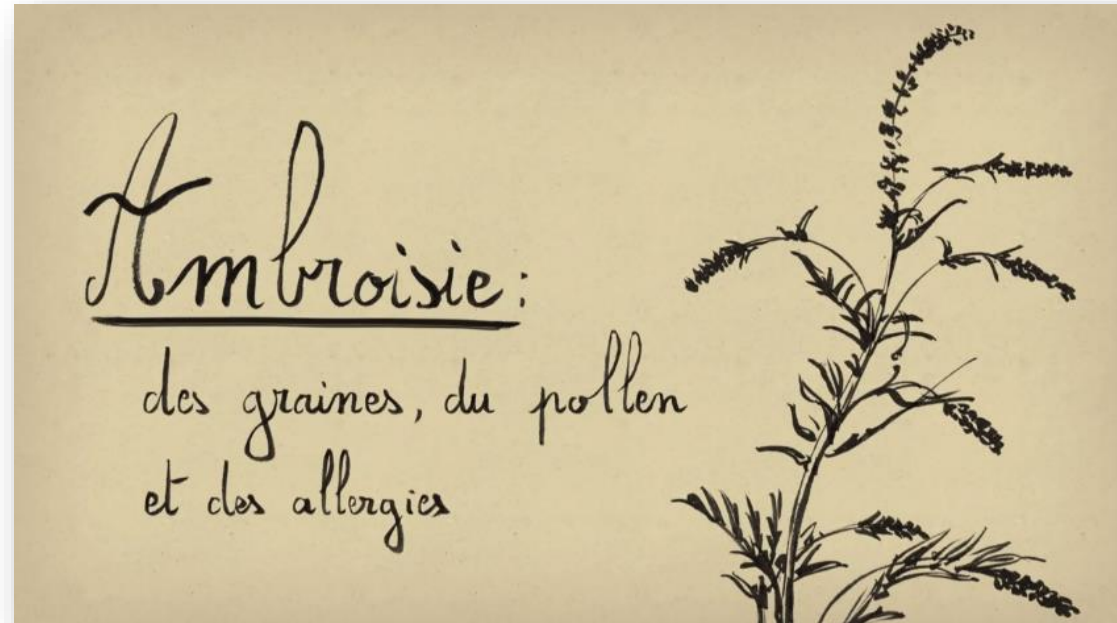 Ambroisie :
des graines, du pollen
et des allergies